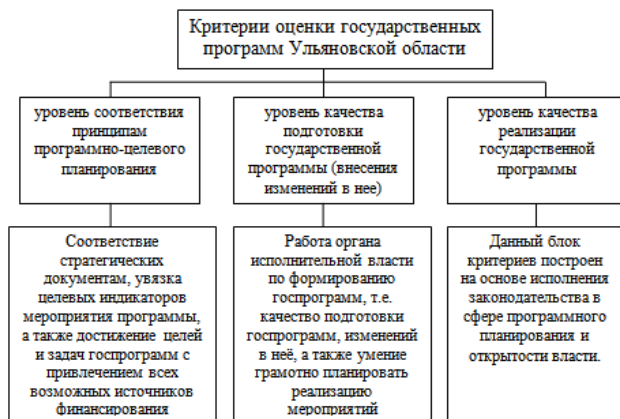 Критерии оценки государственных
программ Ульяновской области
уровень соответствия
принципам
программно-целевого
планирования
уровень качества
подготовки
государственной
программы (внесения
изменений в нее)
уровень качества
реализации
государственной
программы
Соответствие
стратегических
документам, увязка
целевых индикаторов
мероприятия программы,
а также достижение целей
и задач госпрограмм с
привлечением всех
возможных источников
финансирования
Работа органа
исполнительной власти
по формированию
госпрограмм, т.е.
качество подготовки
госпрограмм, изменений
в неё, а также умение
грамотно планировать
реализацию
мероприятий
Данный блок
критериев построен
на основе исполнения
законодательства в
сфере программного
планирования и
открытости власти.